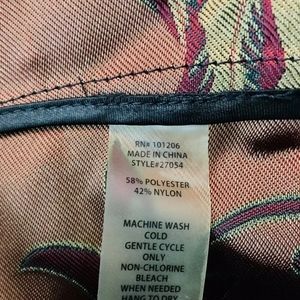 RN# 101206
MADE IN CHINA
STYLE#27054
58% POLYESTER
42% NYLON
MACHINE WASH
COLD
GENTLE CYCLE
ONLY
NON-CHLORINE
BLEACH
WHEN NEEDED
HANG TO DRY